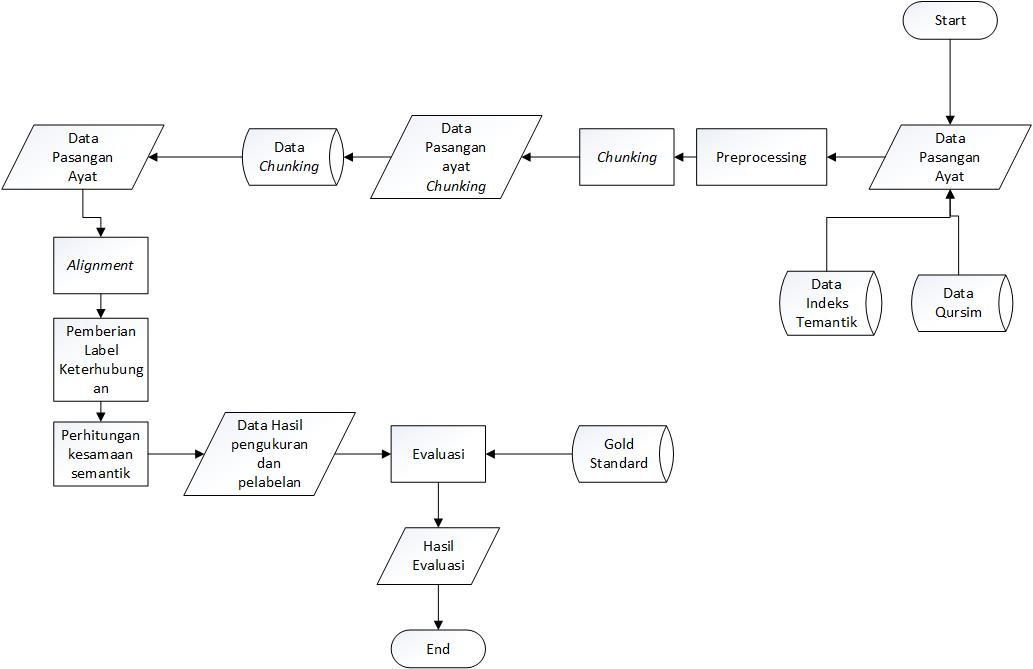 Start
Data
Pasangan
Ayat
Preprocessing
Chunking
Data
Pasangan
ayat
Chunking
Data
Chunking
Data
Pasangan
Ayat
Data
Indeks
Temantik
Data
Qursim
Alignment
Pemberian
Label
Keterhubung
an
Perhitungan
kesamaan
semantik
Data Hasil
pengukuran
dan
pelabelan
Evaluasi
Gold
Standard
Hasil
Evaluasi
End